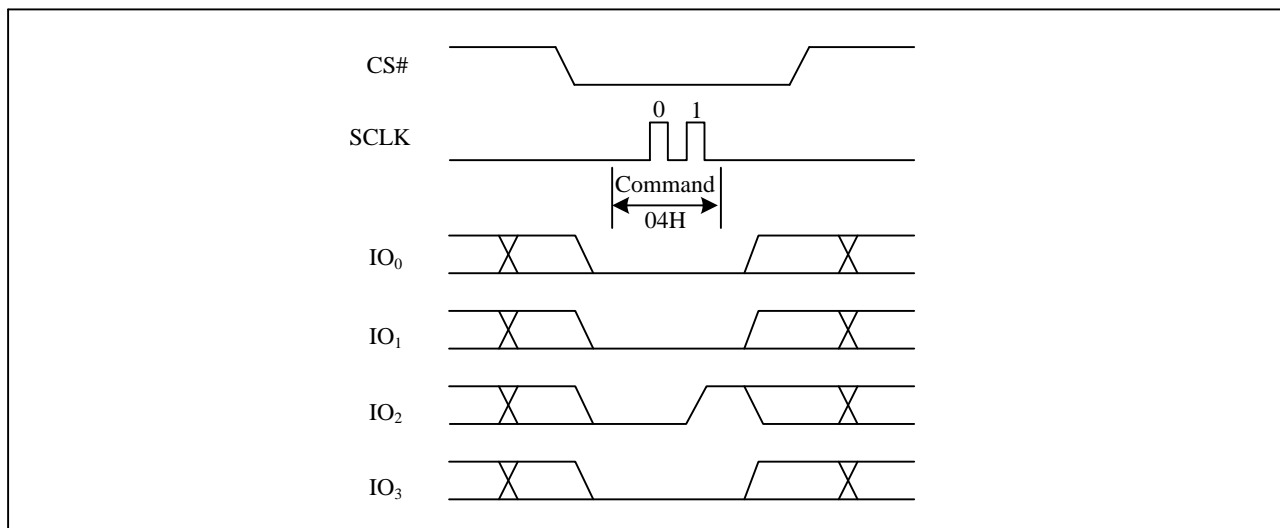 CS#
0 1
SCLK
Command
04H
IO₀
IO₁
IO₂
IO₃